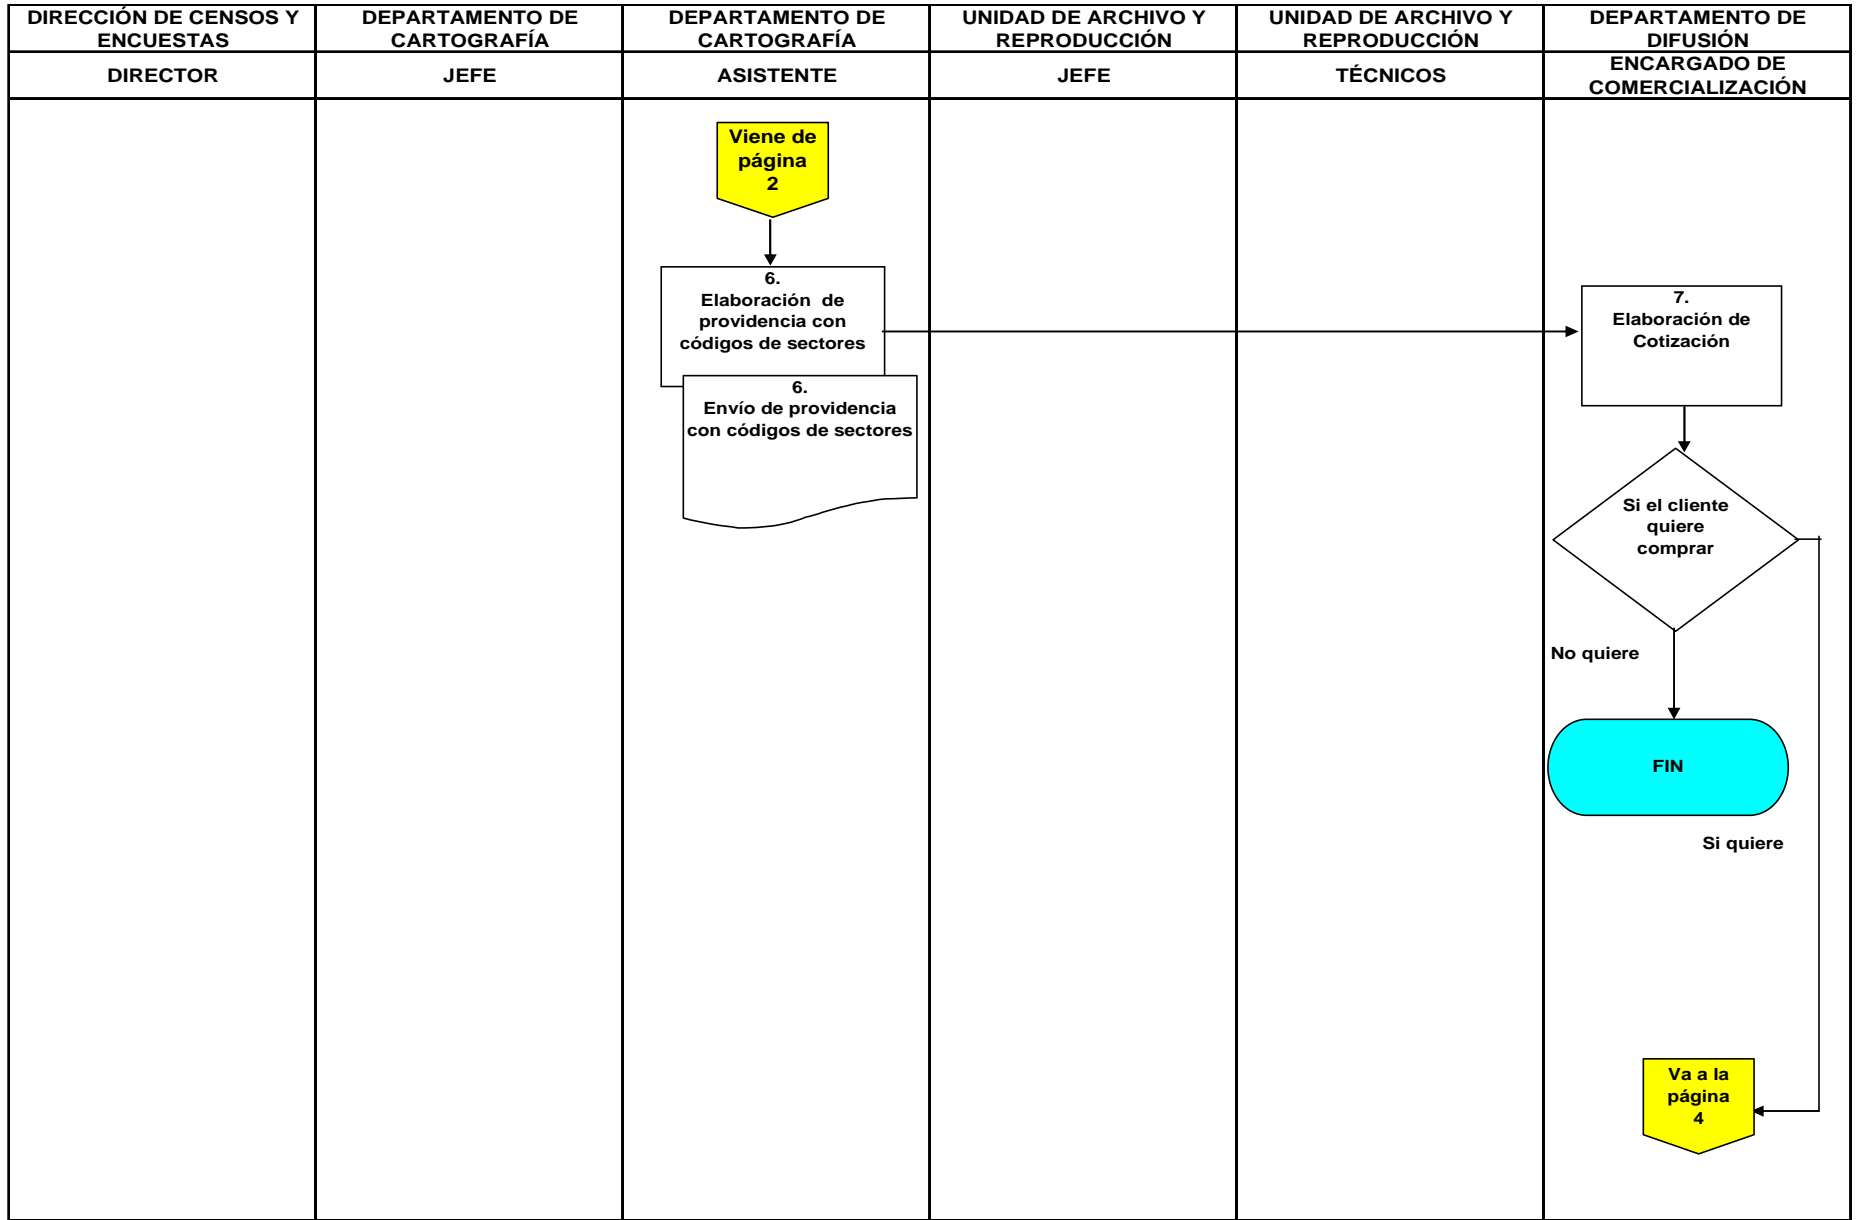 DIRECCIÓN DE CENSOS Y
ENCUESTAS
DEPARTAMENTO DE
CARTOGRAFÍA
DEPARTAMENTO DE
CARTOGRAFÍA
UNIDAD DE ARCHIVO Y
REPRODUCCIÓN
UNIDAD DE ARCHIVO Y
REPRODUCCIÓN
DEPARTAMENTO DE
DIFUSIÓN
DIRECTOR
JEFE
ASISTENTE
JEFE
TÉCNICOS
ENCARGADO DE
COMERCIALIZACIÓN
Viene de
página
2
6.
Elaboración de
providencia con
códigos de sectores
6.
Envío de providencia
con códigos de sectores
7.
Elaboración de
Cotización
Si el cliente
quiere
comprar
No quiere
FIN
Si quiere
Va a la
página
4